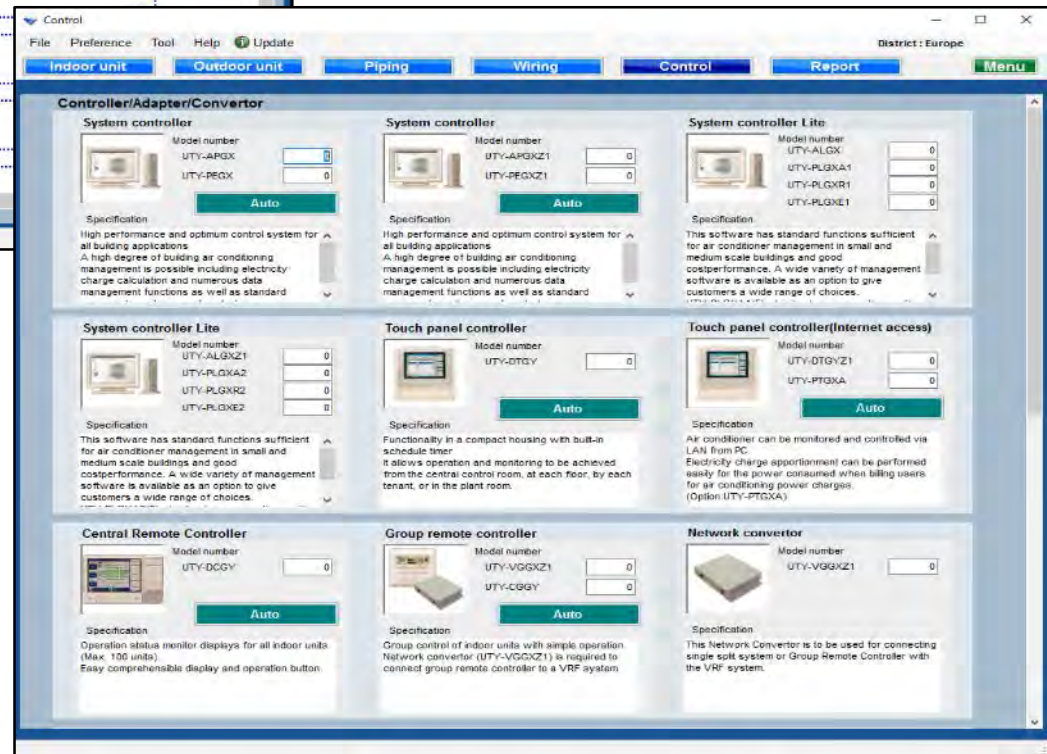 Control
File Preference Tool Help Update District : Europe
Indoor unit Outdoor unit Piping Wiring Control Report Menu
Controller/Adapter/Convertor
System controller
Model number
UTY-APGX 0
UTY-PEGX 0
Auto
Specification
High performance and optimum control system for
all building applications
A high degree of building air conditioning
management is possible including electricity
charge calculation and numerous data
management functions as well as standard
System controller
Model number
UTY-APGXZ1 0
UTY-PEGXZ1 0
Auto
Specification
High performance and optimum control system for
all building applications
A high degree of building air conditioning
management is possible including electricity
charge calculation and numerous data
management functions as well as standard
System controller Lite
Model number
UTY-ALGX 0
UTY-PLGXA1 0
UTY-PLGXR1 0
UTY-PLGXE1 0
Specification
This software has standard functions sufficient
for air conditioner management in small and
medium scale buildings and good
costperformance. A wide variety of management
software is available as an option to give
customers a wide range of choices.
System controller Lite
Model number
UTY-ALGXZ1 0
UTY-PLGXA2 0
UTY-PLGXR2 0
UTY-PLGXE2 0
Specification
This software has standard functions sufficient
for air conditioner management in small and
medium scale buildings and good
costperformance. A wide variety of management
software is available as an option to give
customers a wide range of choices.
Touch panel controller
Model number
UTY-DTGY 0
Auto
Specification
Functionality in a compact housing with built-in
schedule timer
It allows operation and monitoring to be achieved
from the central control room, at each floor, by each
tenant, or in the plant room.
Touch panel controller(Internet access)
Model number
UTY-DTGYZ1 0
UTY-PTGXA 0
Auto
Specification
Air conditioner can be monitored and controlled via
LAN from PC
Electricity charge apportionment can be performed
easily for the power consumed when billing users
for air conditioning power charges.
(Option:UTY-PTGXA)
Central Remote Controller
Model number
UTY-DCGY 0
Auto
Specification
Operation status monitor displays for all indoor units
(Max. 100 units).
Easy comprehensible display and operation button
Group remote controller
Model number
UTY-VGGXZ1 0
UTY-CGGY 0
Auto
Specification
Group control of indoor units with simple operation
Network convertor (UTY-VGGXZ1) is required to
connect group remote controller to a VRF system
Network convertor
Model number
UTY-VGGXZ1 0
Specification
This Network Convertor is to be used for connecting
single split system or Group Remote Controller with
the VRF system.